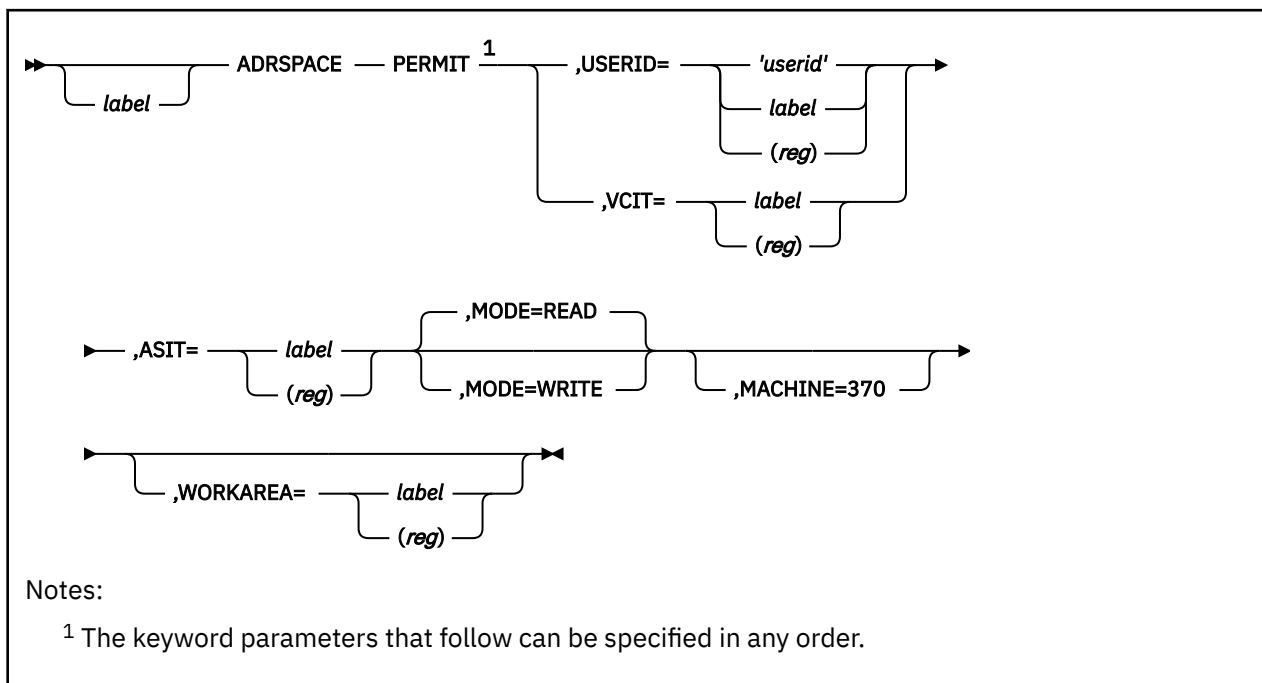 ADRSPACE PERMIT 1 ,USERID= 'userid'
label label
(reg)
,VCIT= label
(reg)
,ASIT= label ,MODE=READ
(reg) ,MODE=WRITE ,MACHINE=370
,WORKAREA= label
(reg)
Notes:
1 The keyword parameters that follow can be specified in any order.